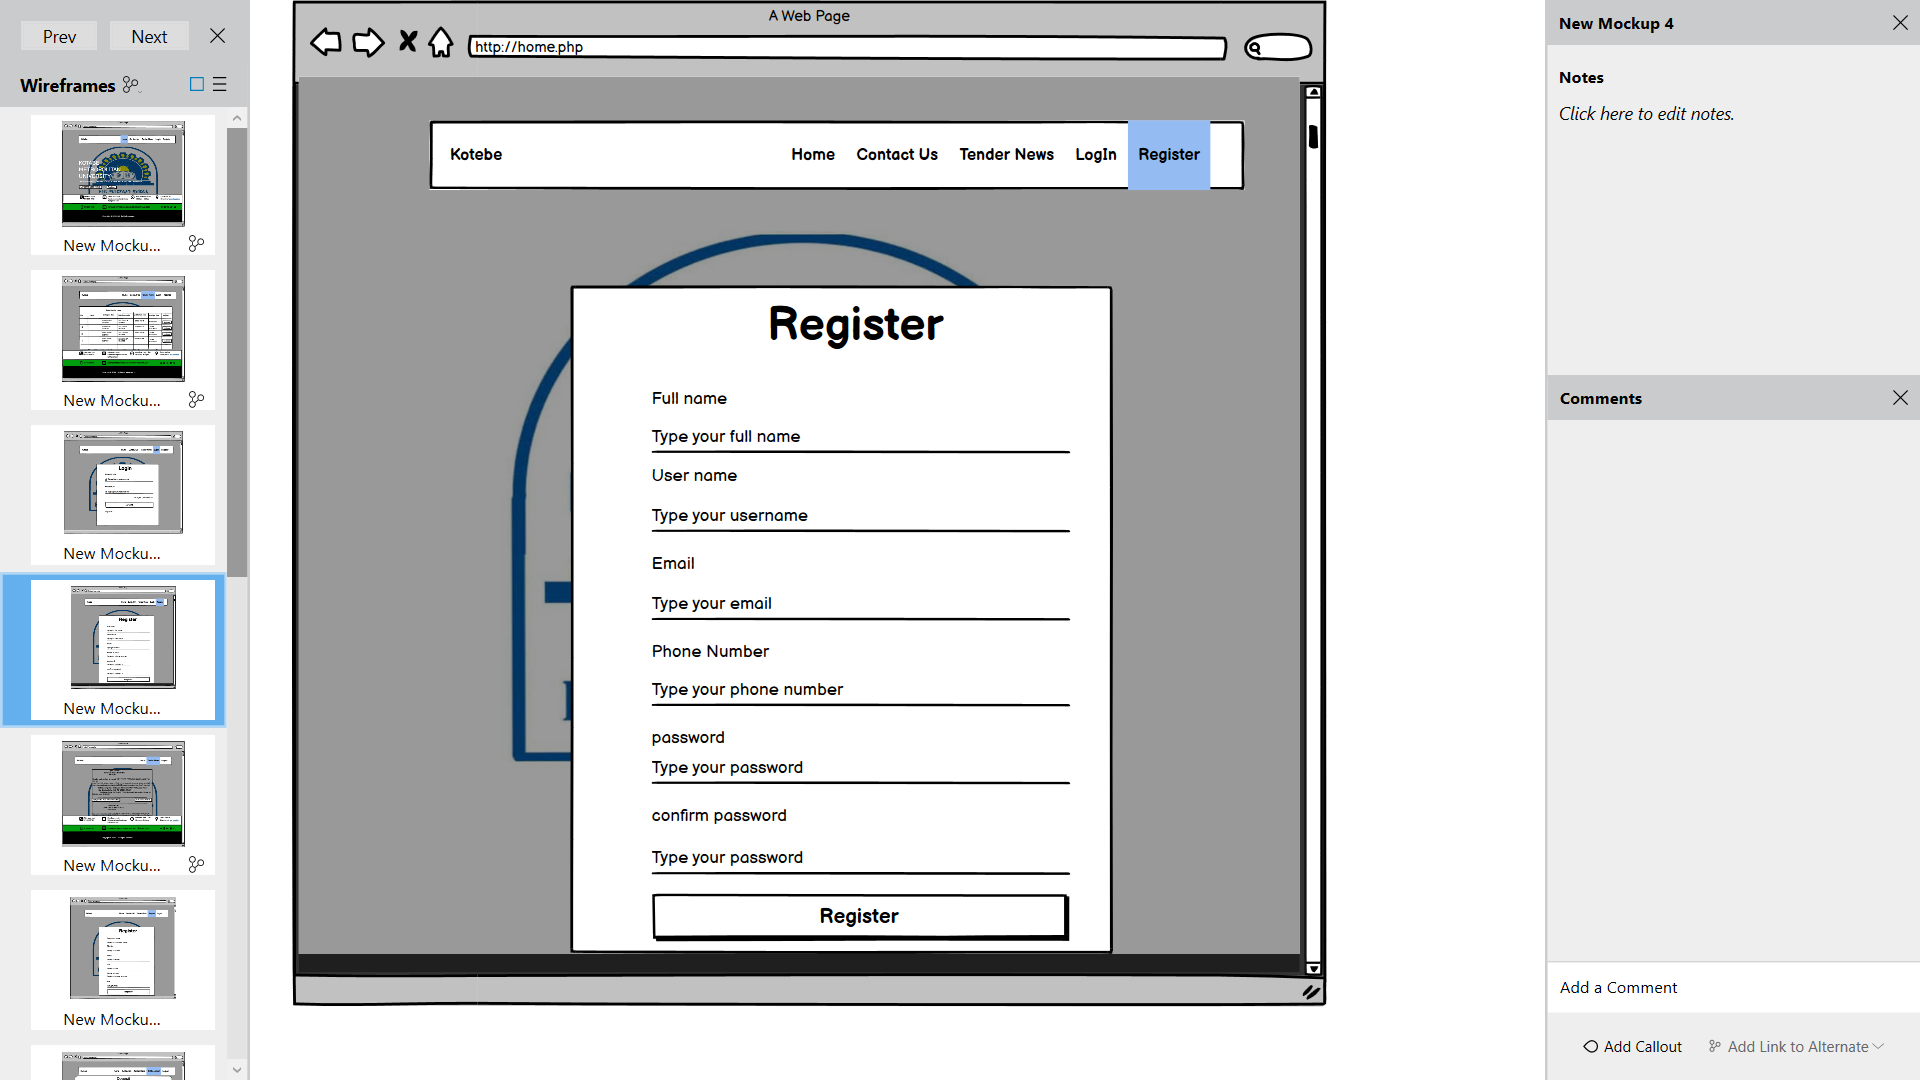 Prev Next
Wireframes
New Mocku...
New Mocku...
New Mocku...
New Mocku...
New Mocku...
New Mocku...
A Web Page
http://home.php
Kotebe Home Contact Us Tender News LogIn Register
Register
Full name
Type your full name
User name
Type your username
Email
Type your email
Phone Number
Type your phone number
password
Type your password
confirm password
Type your password
Register
New Mockup 4
Notes
Click here to edit notes.
Comments
Add a Comment
Add Callout Add Link to Alternate